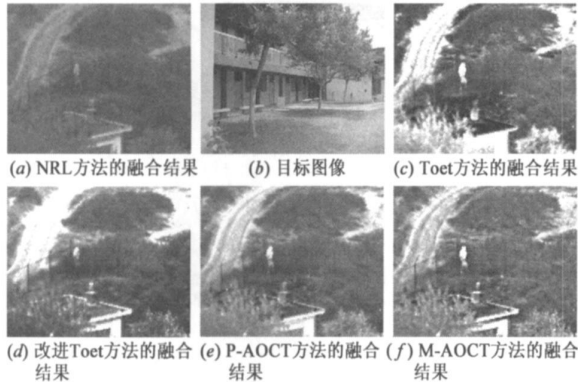 (a) NRL方法的融合结果
(b) 目标图像
(c) Toet方法的融合结果
(d) 改进Toet方法的融合
结果
(e) P-AOCT方法的融合
结果
(f) M-AOCT方法的融合
结果